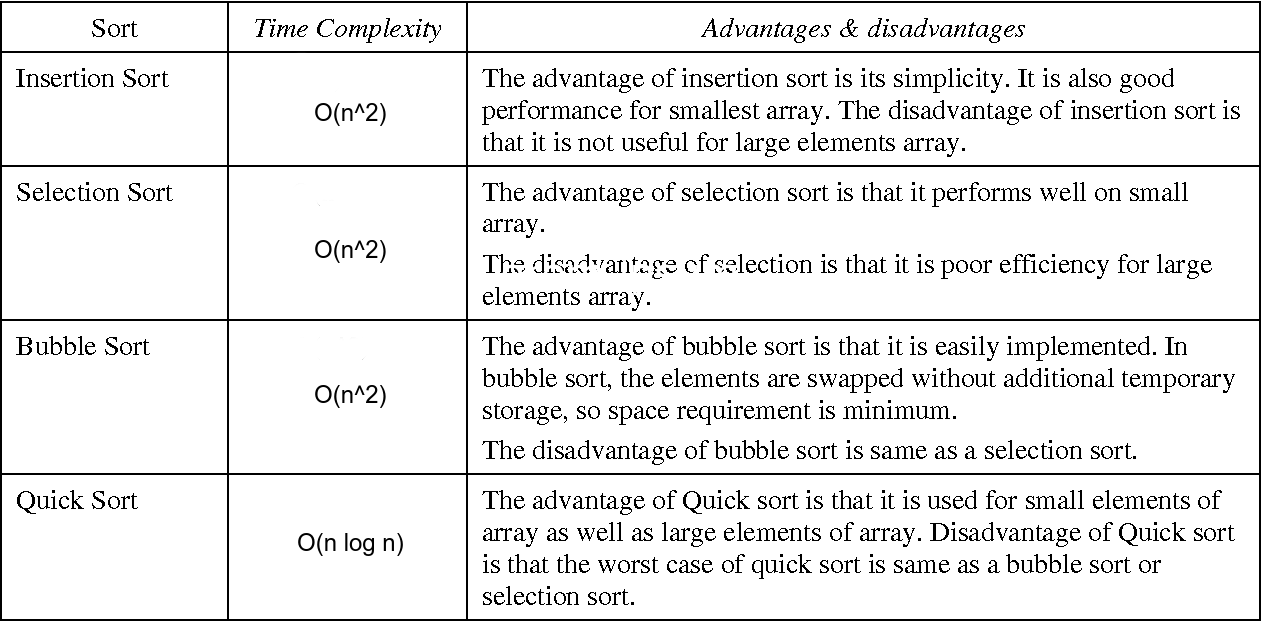 Sort
Time Complexity
Advantages & disadvantages
Insertion Sort
O(n^2)
The advantage of insertion sort is its simplicity. It is also good
performance for smallest array. The disadvantage of insertion sort is
that it is not useful for large elements array.
Selection Sort
O(n^2)
The advantage of selection sort is that it performs well on small
array.
The disadvantage of selection is that it is poor efficiency for large
elements array.
Bubble Sort
O(n^2)
The advantage of bubble sort is that it is easily implemented. In
bubble sort, the elements are swapped without additional temporary
storage, so space requirement is minimum.
The disadvantage of bubble sort is same as a selection sort.
Quick Sort
O(n log n)
The advantage of Quick sort is that it is used for small elements of
array as well as large elements of array. Disadvantage of Quick sort
is that the worst case of quick sort is same as a bubble sort or
selection sort.